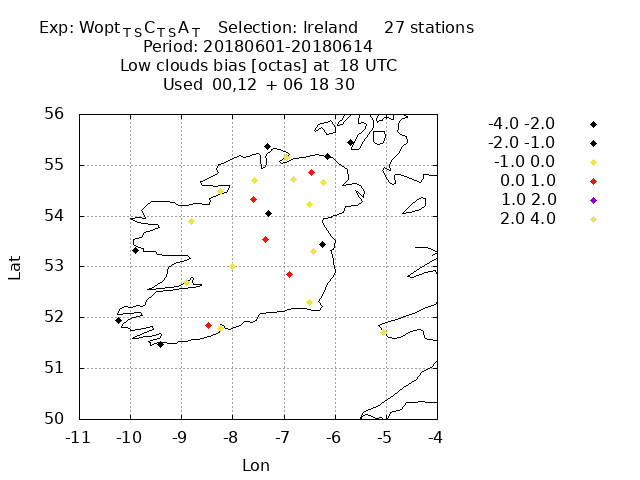 Exp: Wopt_TS C_TS A_T Selection: Ireland 27 stations
Period: 20180601-20180614
Low clouds bias [octas] at 18 UTC
Used 00,12 + 06 18 30
-4.0 -2.0
-2.0 -1.0
-1.0 0.0
0.0 1.0
1.0 2.0
2.0 4.0
56
55
54
53
52
51
50
Lat
-11 -10 -9 -8 -7 -6 -5 -4
Lon